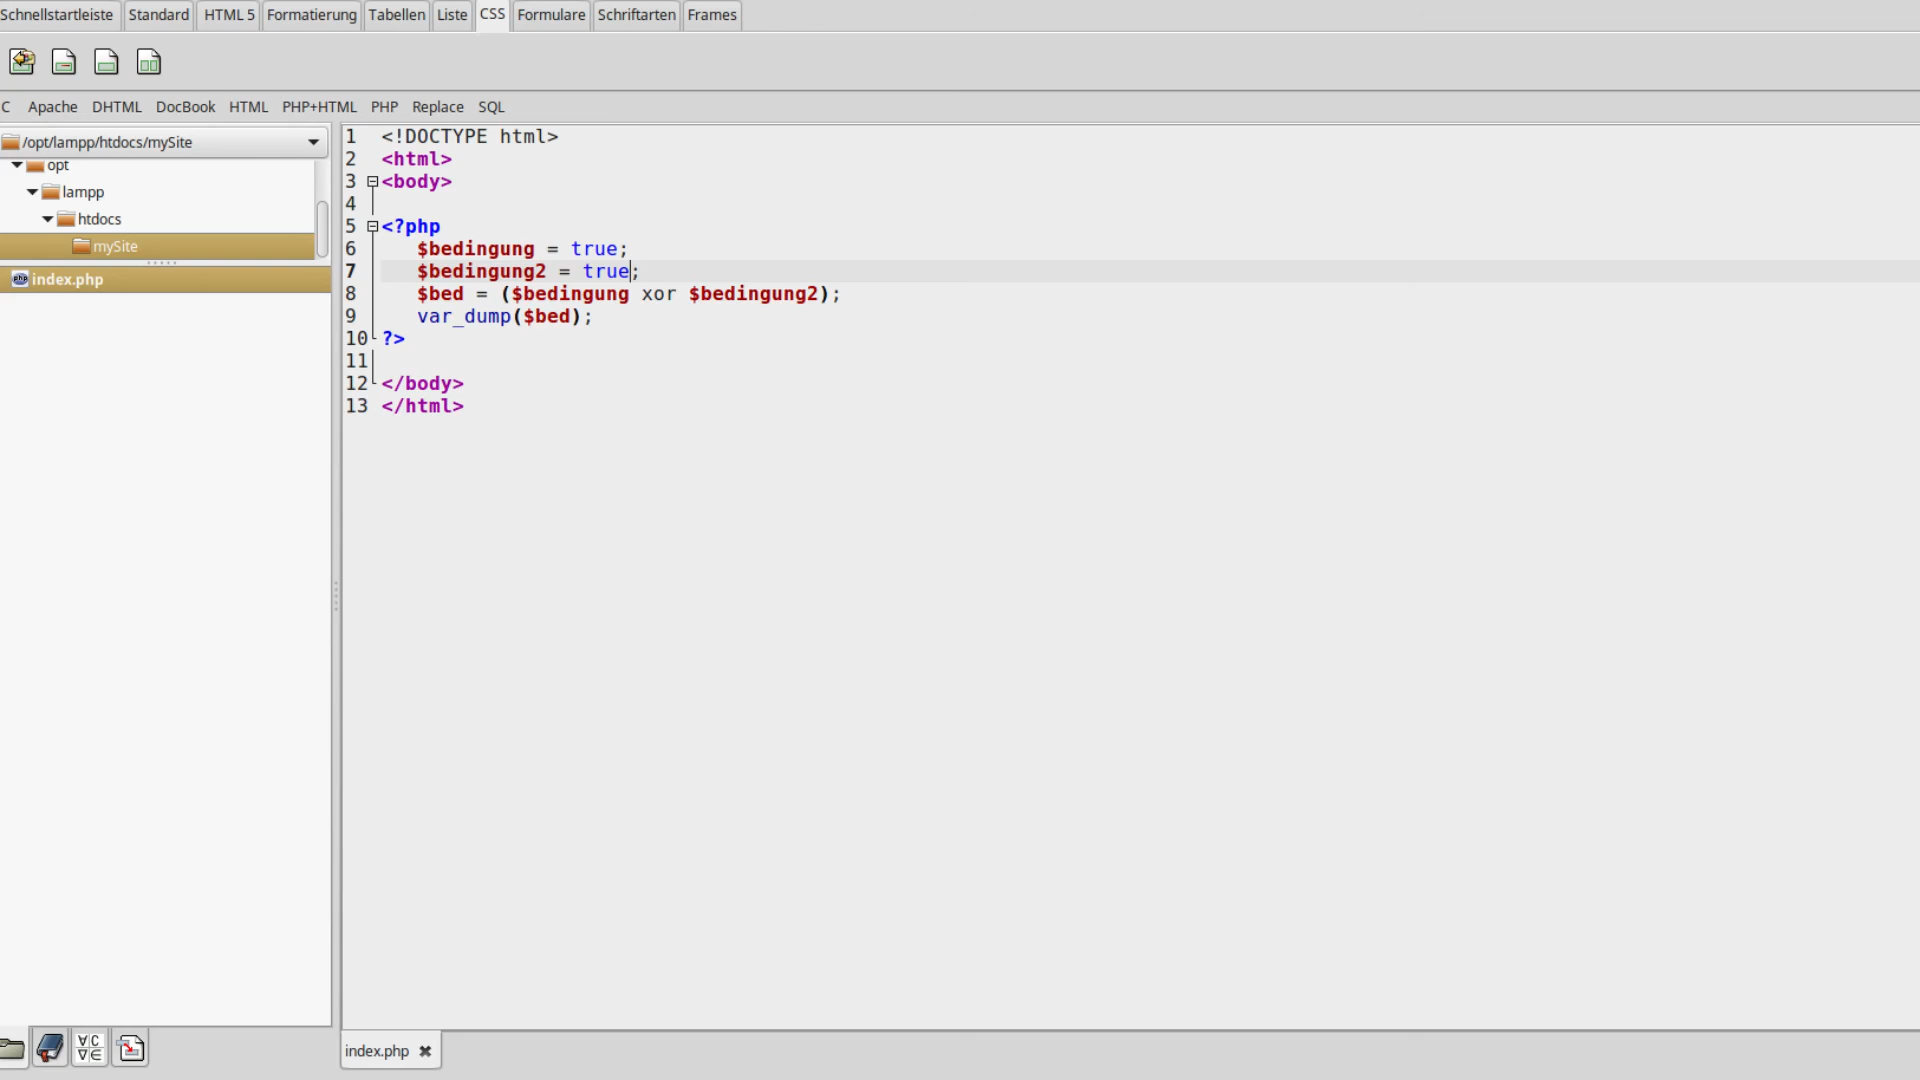 Schnellstartleiste Standard HTML 5 Formatierung Tabellen Liste CSS Formulare Schriftarten Frames
C Apache DHTML DocBook HTML PHP+HTML PHP Replace SQL
/opt/lampp/htdocs/mySite
opt
lampp
htdocs
mySite
index.php
1 <!DOCTYPE html>
2 <html>
3 <body>
4
5 <?php
6 $bedingung = true;
7 $bedingung2 = true;
8 $bed = ($bedingung xor $bedingung2);
9 var_dump($bed);
10 ?>
11
12 </body>
13 </html>
index.php